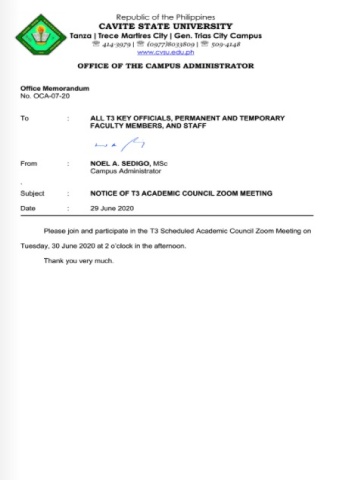 Republic of the Philippines
CAVITE STATE UNIVERSITY
Tanza | Trece Martires City | Gen. Trias City Campus
☏ 414-3979 | ☏ (0977)8033809 | ☏ 509-4148
www.cvsu.edu.ph
OFFICE OF THE CAMPUS ADMINISTRATOR
Office Memorandum
No. OCA-07-20
To : ALL T3 KEY OFFICIALS, PERMANENT AND TEMPORARY
FACULTY MEMBERS, AND STAFF
From : NOEL A. SEDIGO, MSc
Campus Administrator
.
Subject : NOTICE OF T3 ACADEMIC COUNCIL ZOOM MEETING
Date : 29 June 2020
Please join and participate in the T3 Scheduled Academic Council Zoom Meeting on
Tuesday, 30 June 2020 at 2 o'clock in the afternoon.
Thank you very much.